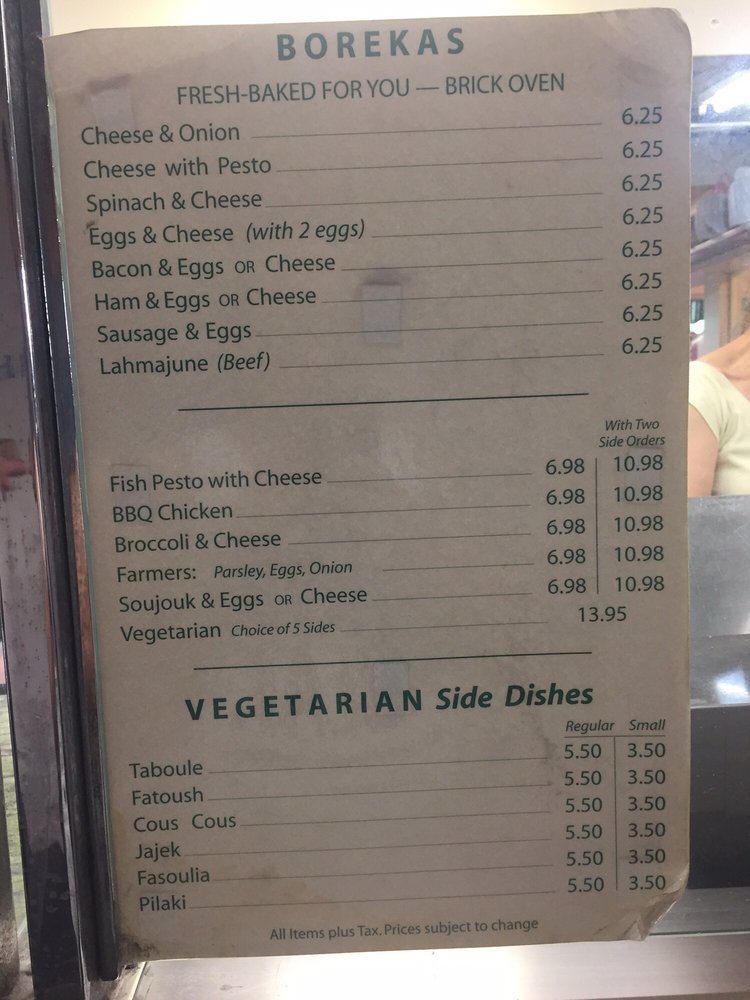 BOREKAS
FRESH-BAKED FOR YOU — BRICK OVEN
Cheese & Onion 6.25
Cheese with Pesto 6.25
Spinach & Cheese 6.25
Eggs & Cheese (with 2 eggs) 6.25
Bacon & Eggs OR Cheese 6.25
Ham & Eggs OR Cheese 6.25
Sausage & Eggs 6.25
Lahmajune (Beef) 6.25
With Two
Side Orders
Fish Pesto with Cheese 6.98 10.98
BBQ Chicken 6.98 10.98
Broccoli & Cheese 6.98 10.98
Farmers: Parsley, Eggs, Onion 6.98 10.98
Soujouk & Eggs OR Cheese 6.98 10.98
Vegetarian Choice of 5 Sides 13.95
VEGETARIAN Side Dishes
Regular Small
Taboule 5.50 3.50
Fatoush 5.50 3.50
Cous Cous 5.50 3.50
Jajek 5.50 3.50
Fasoulia 5.50 3.50
Pilaki 5.50 3.50
All Items plus Tax. Prices subject to change